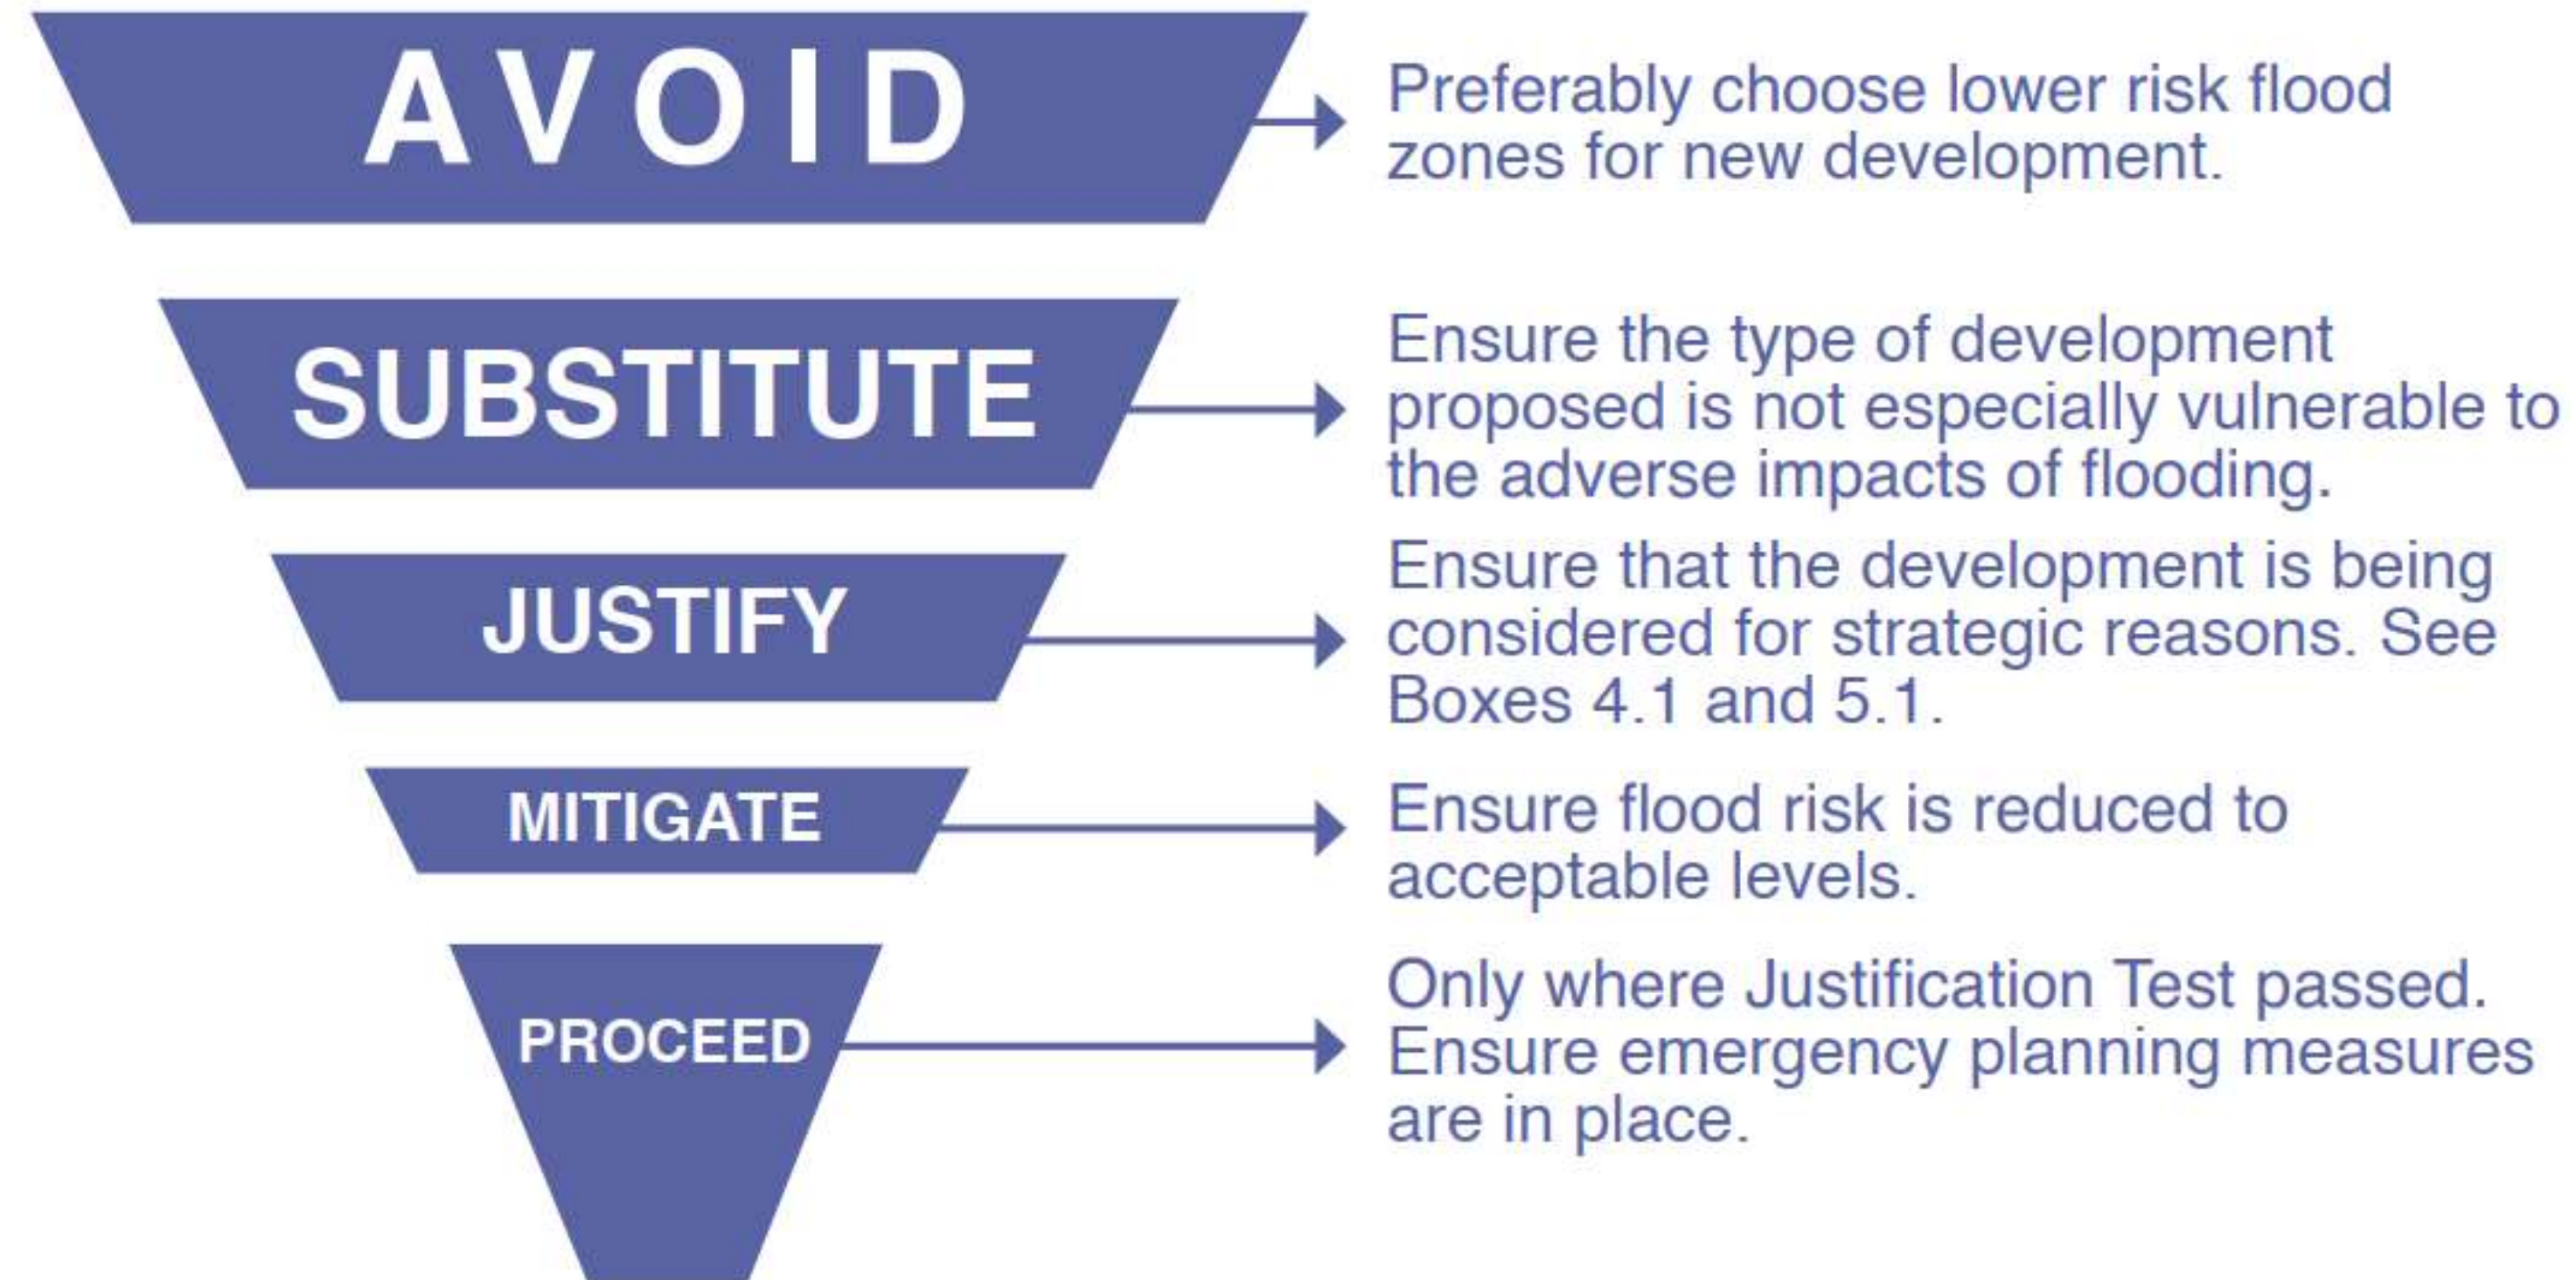 AVOID
Preferably choose lower risk flood
zones for new development.
SUBSTITUTE
Ensure the type of development
proposed is not especially vulnerable to
the adverse impacts of flooding.
JUSTIFY
Ensure that the development is being
considered for strategic reasons. See
Boxes 4.1 and 5.1.
MITIGATE
Ensure flood risk is reduced to
acceptable levels.
PROCEED
Only where Justification Test passed.
Ensure emergency planning measures
are in place.